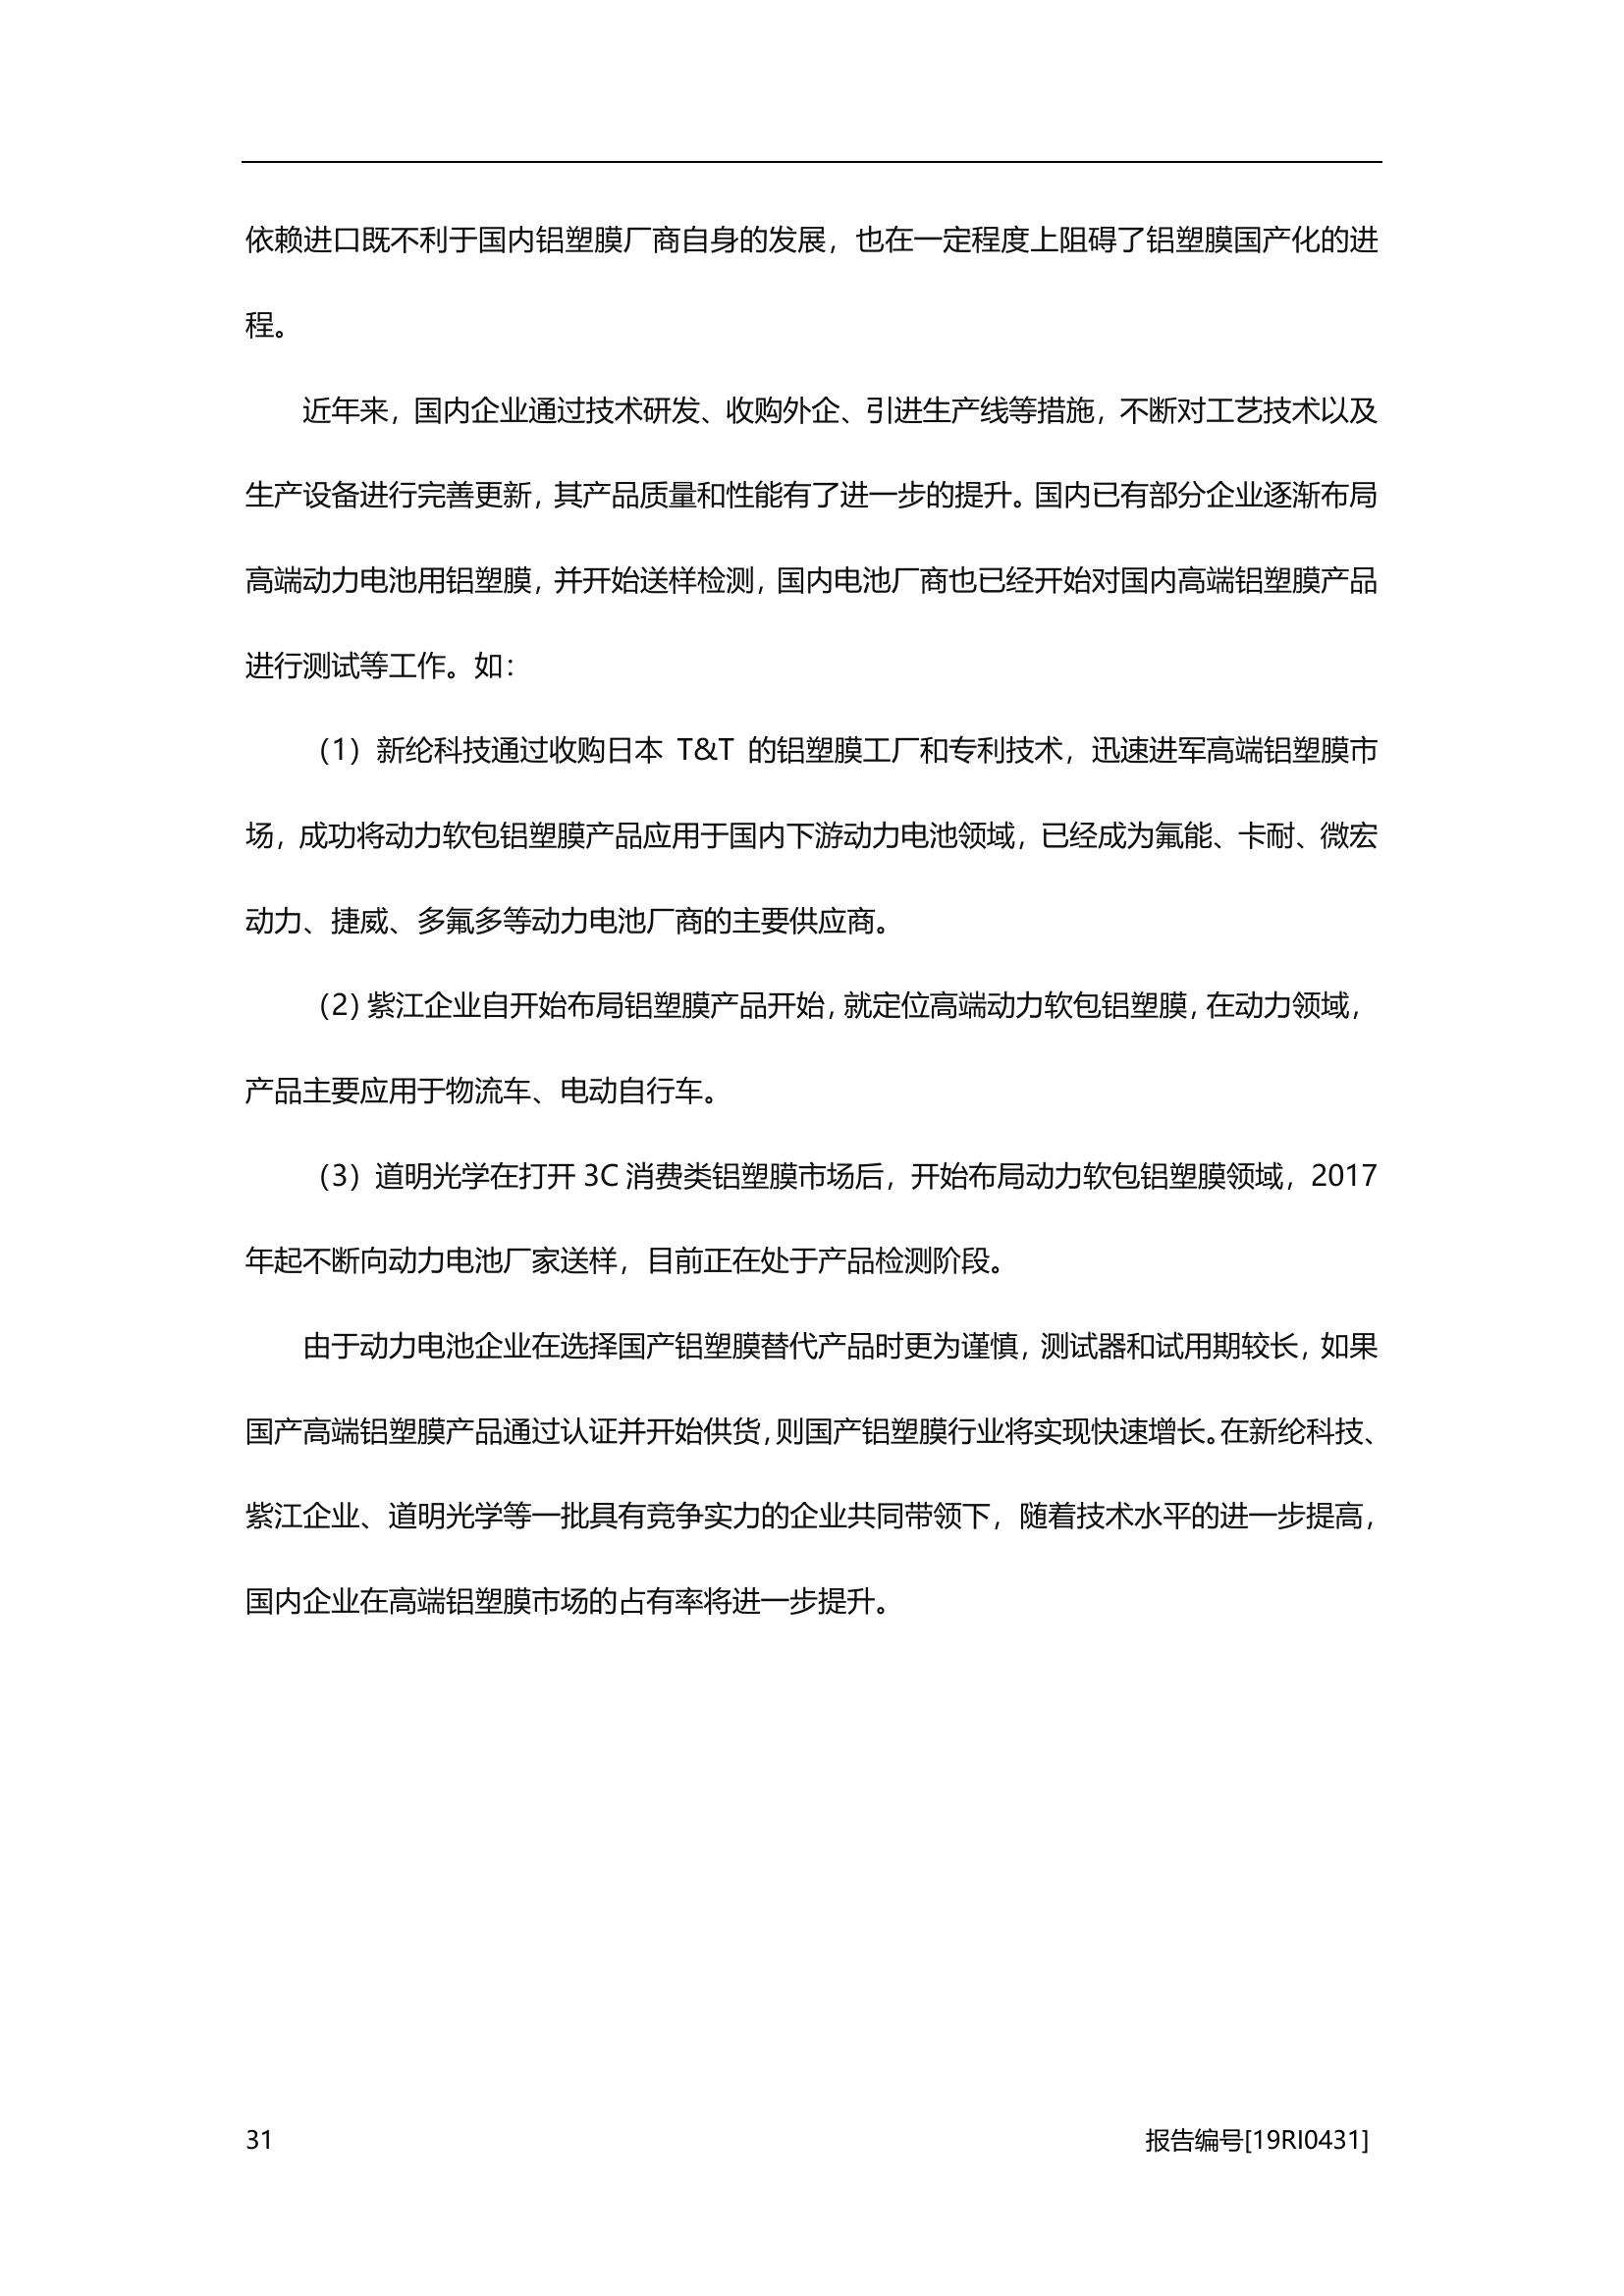 依赖进口既不利于国内铝塑膜厂商自身的发展，也在一定程度上阻碍了铝塑膜国产化的进
程。
近年来，国内企业通过技术研发、收购外企、引进生产线等措施，不断对工艺技术以及
生产设备进行完善更新，其产品质量和性能有了进一步的提升。国内已有部分企业逐渐布局
高端动力电池用铝塑膜，并开始送样检测，国内电池厂商也已经开始对国内高端铝塑膜产品
进行测试等工作。如：
（1）新纶科技通过收购日本 T&T 的铝塑膜工厂和专利技术，迅速进军高端铝塑膜市
场，成功将动力软包铝塑膜产品应用于国内下游动力电池领域，已经成为氟能、卡耐、微宏
动力、捷威、多氟多等动力电池厂商的主要供应商。
（2）紫江企业自开始布局铝塑膜产品开始，就定位高端动力软包铝塑膜，在动力领域，
产品主要应用于物流车、电动自行车。
（3）道明光学在打开 3C 消费类铝塑膜市场后，开始布局动力软包铝塑膜领域，2017
年起不断向动力电池厂家送样，目前正在处于产品检测阶段。
由于动力电池企业在选择国产铝塑膜替代产品时更为谨慎，测试器和试用期较长，如果
国产高端铝塑膜产品通过认证并开始供货，则国产铝塑膜行业将实现快速增长。在新纶科技、
紫江企业、道明光学等一批具有竞争实力的企业共同带领下，随着技术水平的进一步提高，
国内企业在高端铝塑膜市场的占有率将进一步提升。
31 报告编号[19RI0431]